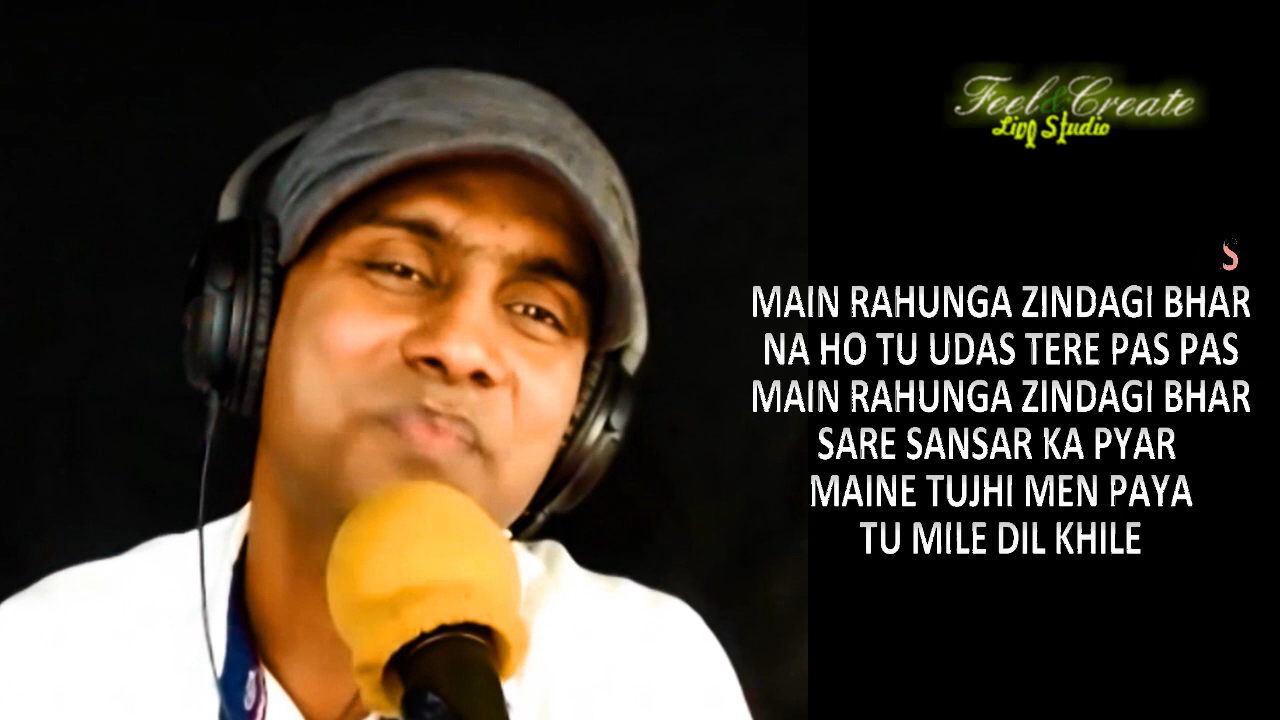 Feel&Create
Live Studio
S
MAIN RAHUNGA ZINDAGI BHAR
NA HO TU UDAS TERE PAS PAS
MAIN RAHUNGA ZINDAGI BHAR
SARE SANSAR KA PYAR
MAINE TUJHI MEN PAYA
TU MILE DIL KHILE